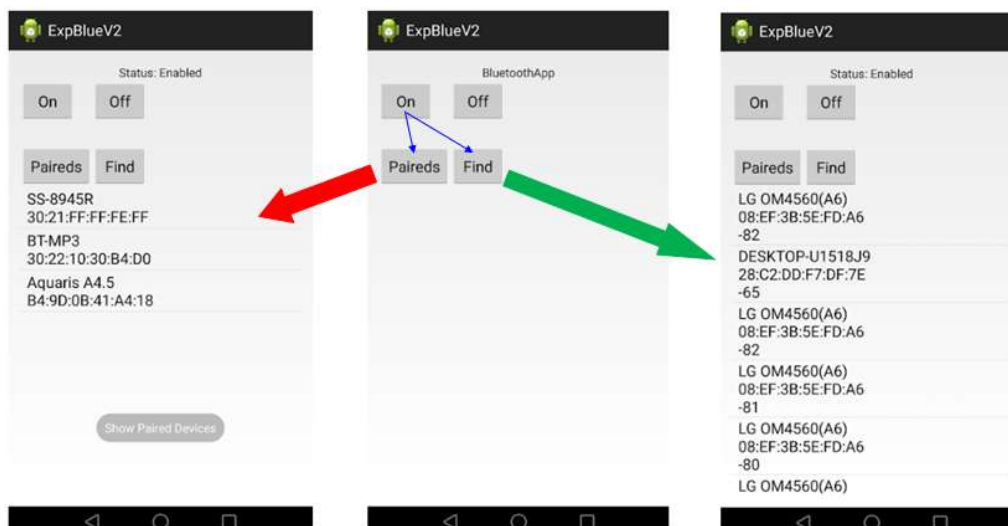 ExpBlueV2
Status: Enabled
On Off
Paireds Find
SS-8945R
30:21:FF:FF:FE:FF
BT-MP3
30:22:10:30:B4:D0
Aquaris A4.5
B4:9D:0B:41:A4:18
Show Paired Devices
ExpBlueV2
BluetoothApp
On Off
Paireds Find
ExpBlueV2
Status: Enabled
On Off
Paireds Find
LG OM4560(A6)
08:EF:3B:5E:FD:A6
-82
DESKTOP-U1518J9
28:C2:DD:F7:DF:7E
-65
LG OM4560(A6)
08:EF:3B:5E:FD:A6
-82
LG OM4560(A6)
08:EF:3B:5E:FD:A6
-81
LG OM4560(A6)
08:EF:3B:5E:FD:A6
-80
LG OM4560(A6)